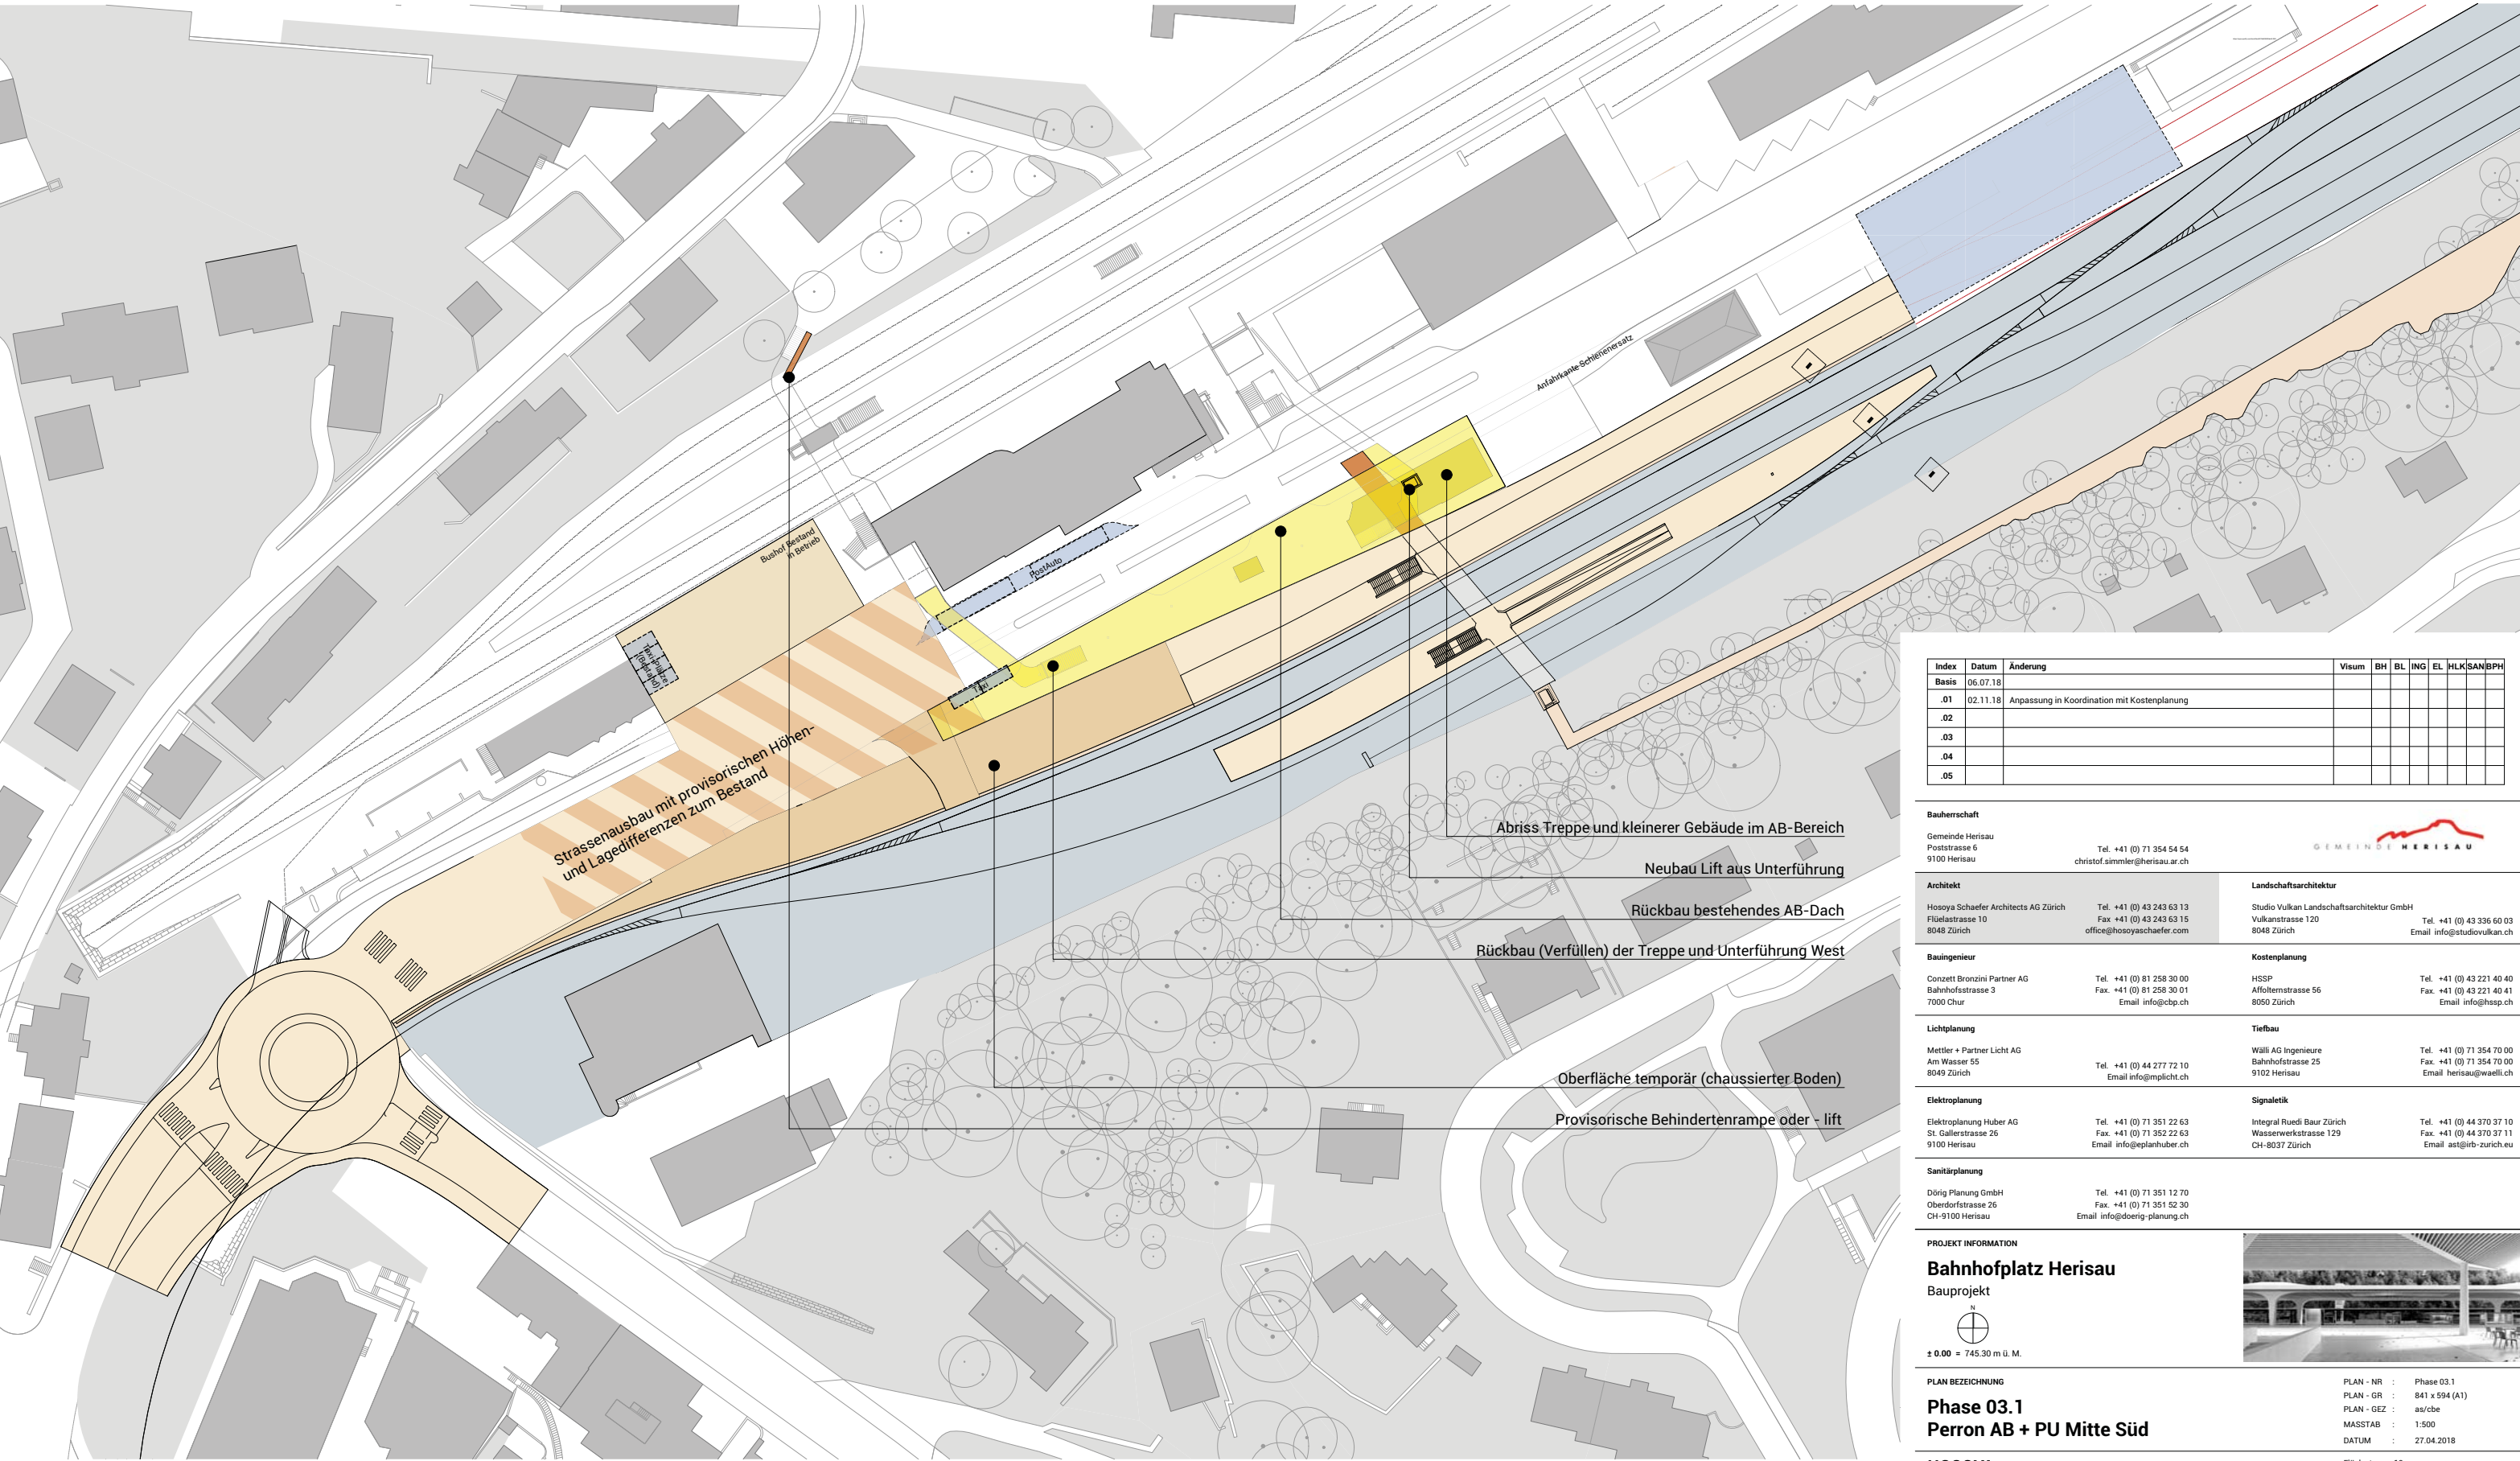 Anfahrkante Schienenersatz
Bushof Bestand
in Betrieb
PostAuto
Taxi-Plätze
(Bestand)
Taxi
Strassenausbau mit provisorischen Höhen-
und Lagedifferenzen zum Bestand
Abriss Treppe und kleinerer Gebäude im AB-Bereich
Neubau Lift aus Unterführung
Rückbau bestehendes AB-Dach
Rückbau (Verfüllen) der Treppe und Unterführung West
Oberfläche temporär (chaussierter Boden)
Provisorische Behindertenrampe oder - lift
Index Datum Änderung Visum BH BL ING EL HLK SAN BPH
Basis 06.07.18
.01 02.11.18 Anpassung in Koordination mit Kostenplanung
.02
.03
.04
.05
Bauherrschaft
Gemeinde Herisau
Poststrasse 6 Tel. +41 (0) 71 354 54 54
9100 Herisau christof.simmler@herisau.ar.ch
GEMEINDE HERISAU
Architekt
Hosoya Schaefer Architects AG Zürich Tel. +41 (0) 43 243 63 13
Flüelastrasse 10 Fax +41 (0) 43 243 63 15
8048 Zürich office@hosoyaschaefer.com
Landschaftsarchitektur
Studio Vulkan Landschaftsarchitektur GmbH
Vulkanstrasse 120 Tel. +41 (0) 43 336 60 03
8048 Zürich Email info@studiovulkan.ch
Bauingenieur
Conzett Bronzini Partner AG Tel. +41 (0) 81 258 30 00
Bahnhofsstrasse 3 Fax. +41 (0) 81 258 30 01
7000 Chur Email info@cbp.ch
Kostenplanung
HSSP Tel. +41 (0) 43 221 40 40
Affolternstrasse 56 Fax. +41 (0) 43 221 40 41
8050 Zürich Email info@hssp.ch
Lichtplanung
Mettler + Partner Licht AG
Am Wasser 55 Tel. +41 (0) 44 277 72 10
8049 Zürich Email info@mplicht.ch
Tiefbau
Wälli AG Ingenieure Tel. +41 (0) 71 354 70 00
Bahnhofstrasse 25 Fax. +41 (0) 71 354 70 00
9102 Herisau Email herisau@waelli.ch
Elektroplanung
Elektroplanung Huber AG Tel. +41 (0) 71 351 22 63
St. Gallerstrasse 26 Fax. +41 (0) 71 352 22 63
9100 Herisau Email info@eplanhuber.ch
Signaletik
Integral Ruedi Baur Zürich Tel. +41 (0) 44 370 37 10
Wasserwerkstrasse 129 Fax. +41 (0) 44 370 37 11
CH-8037 Zürich Email ast@irb-zurich.eu
Sanitärplanung
Dörig Planung GmbH Tel. +41 (0) 71 351 12 70
Oberdorfstrasse 26 Fax. +41 (0) 71 351 52 30
CH-9100 Herisau Email info@doerig-planung.ch
PROJEKT INFORMATION
Bahnhofplatz Herisau
Bauprojekt
N
± 0.00 = 745.30 m ü. M.
PLAN BEZEICHNUNG
Phase 03.1
Perron AB + PU Mitte Süd
PLAN - NR : Phase 03.1
PLAN - GR : 841 x 594 (A1)
PLAN - GEZ : as/cbe
MASSTAB : 1:500
DATUM : 27.04.2018